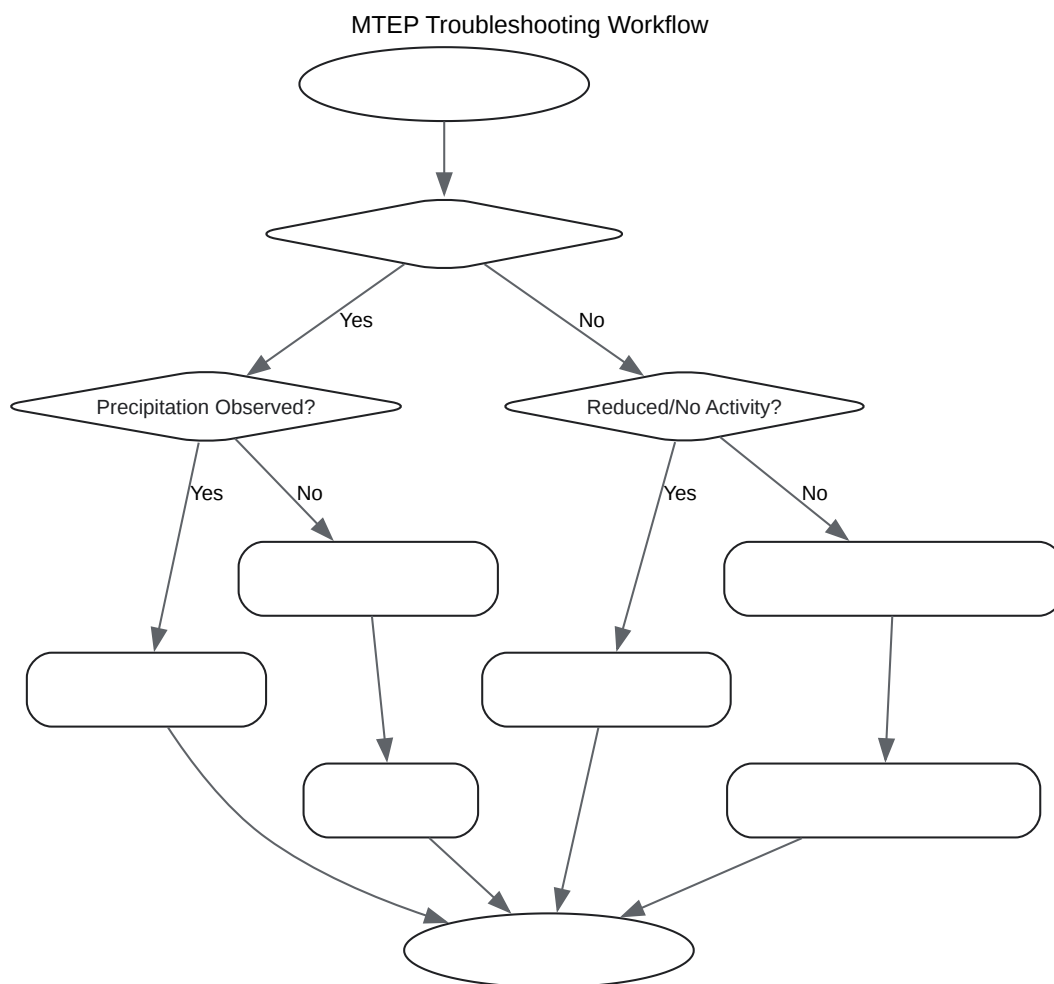 MTEP Troubleshooting Workflow
Yes
No
Precipitation Observed?
Reduced/No Activity?
Yes
No
Yes
No